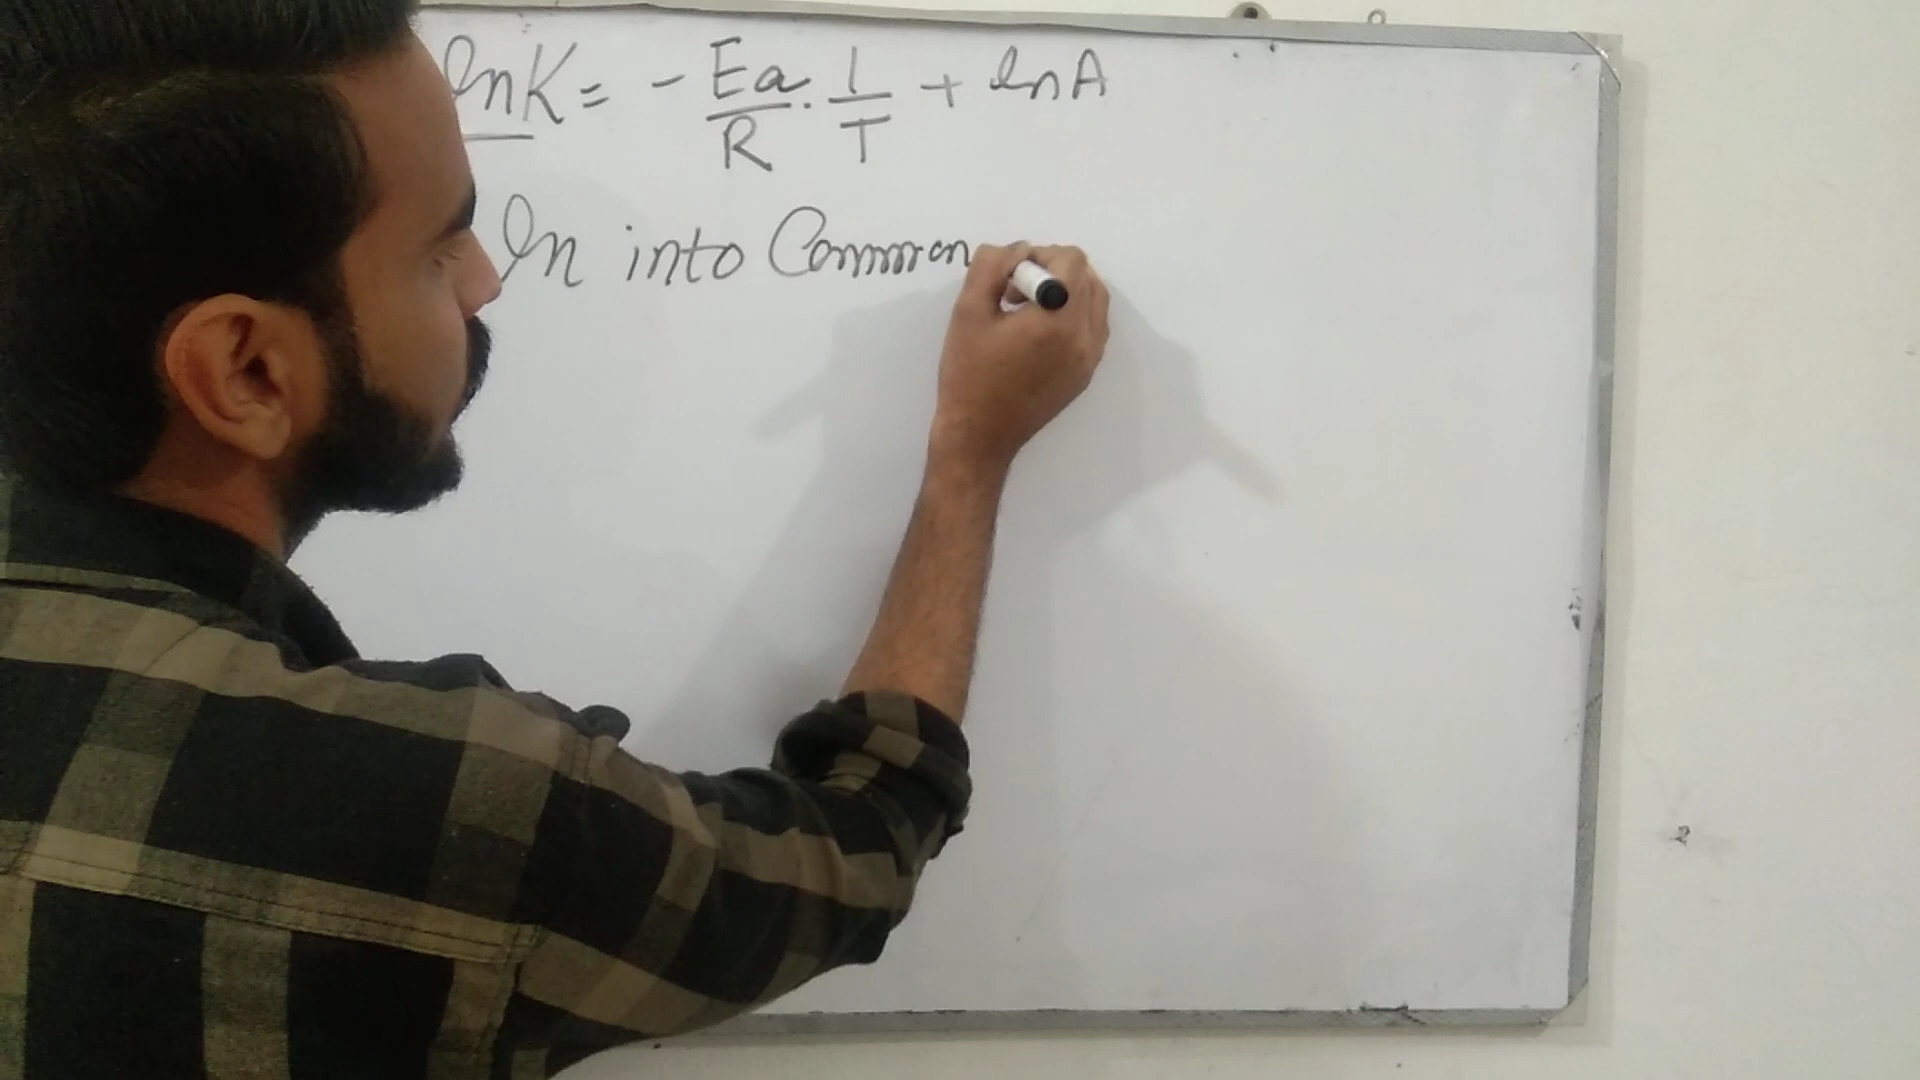 lnK = - Ea/R . 1/T + lnA
ln into Common